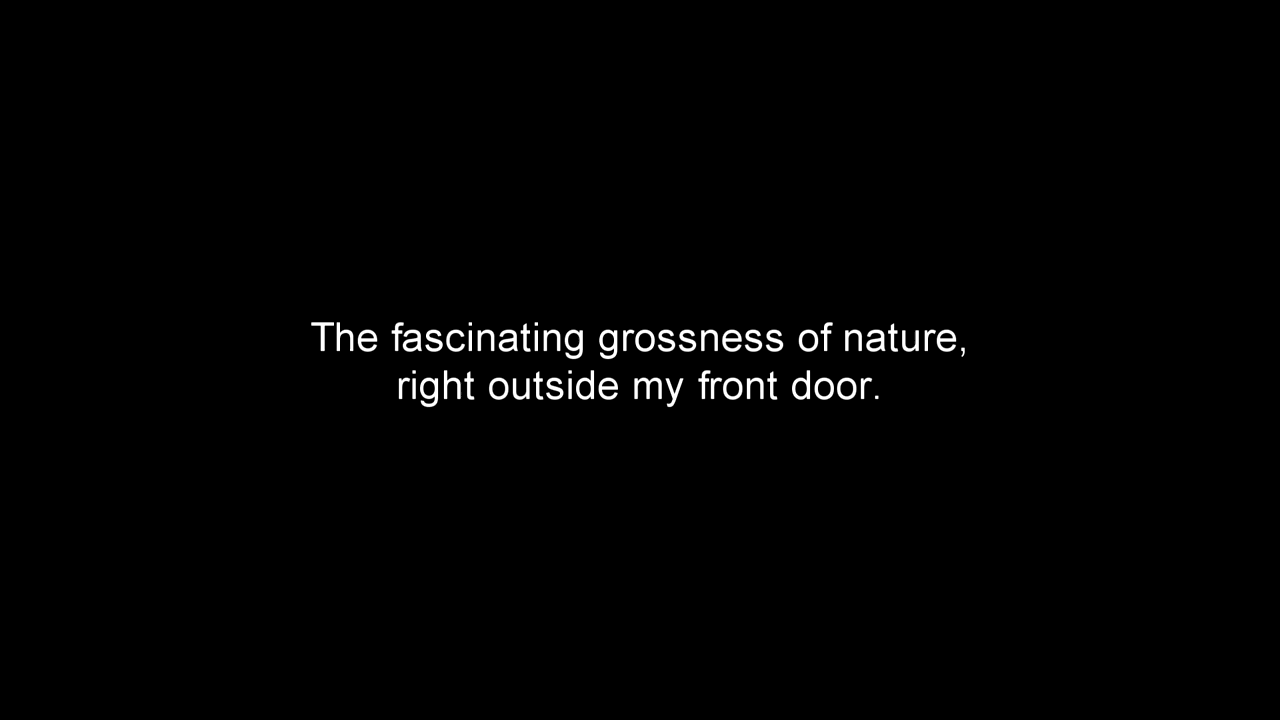 The fascinating grossness of nature,
right outside my front door.